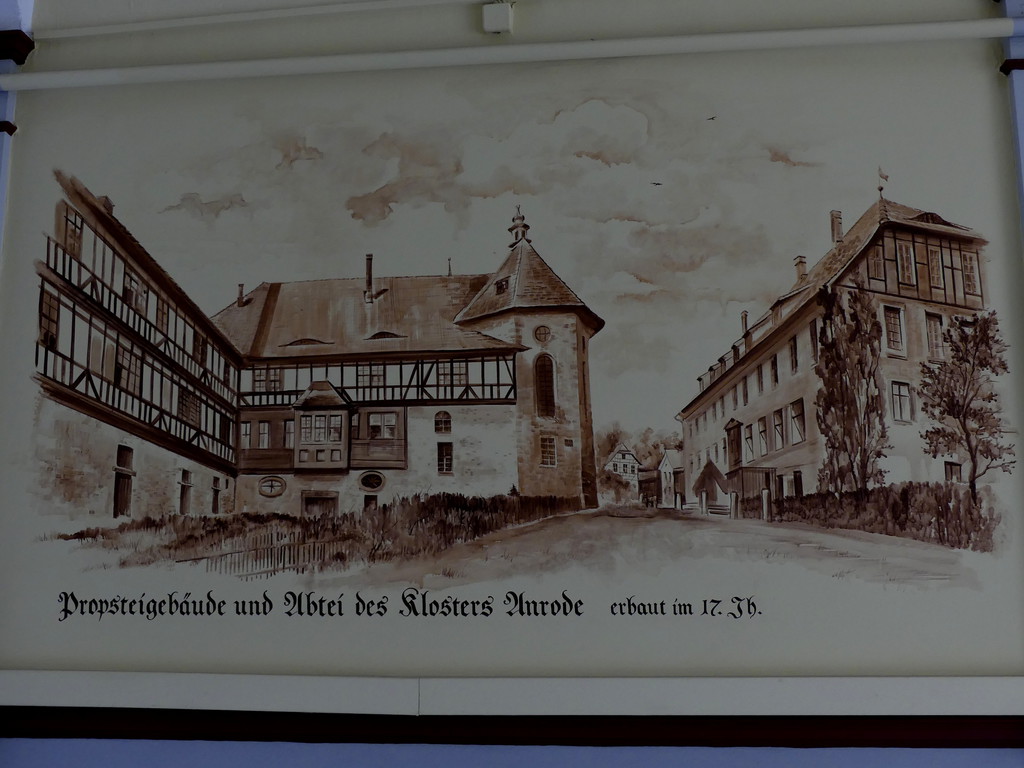 Propsteigebäude und Abtei des Klosters Anrode erbaut im 17. Jh.